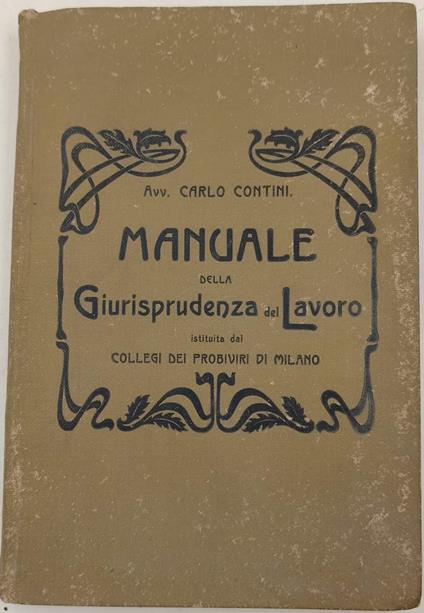 Avv. CARLO CONTINI.
MANUALE
DELLA
Giurisprudenza del Lavoro
istituita dai
COLLEGI DEI PROBIVIRI DI MILANO